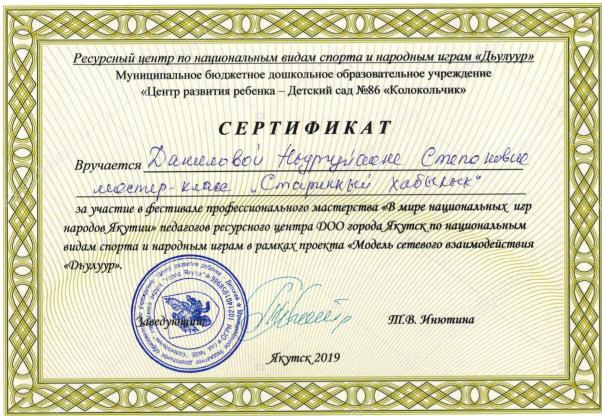 Ресурсный центр по национальным видам спорта и народным играм «Дьулуур»
Муниципальное бюджетное дошкольное образовательное учреждение
«Центр развития ребенка – Детский сад №86 «Колокольчик»
СЕРТИФИКАТ
Вручается Даниловой Степановне
мастер-класс „Старинный хабылык“
за участие в фестивале профессионального мастерства «В мире национальных игр
народов Якутии» педагогов ресурсного центра ДОО города Якутск по национальным
видам спорта и народным играм в рамках проекта «Модель сетевого взаимодействия
«Дьулуур».
Заведующий Т.В. Инютина
Якутск 2019